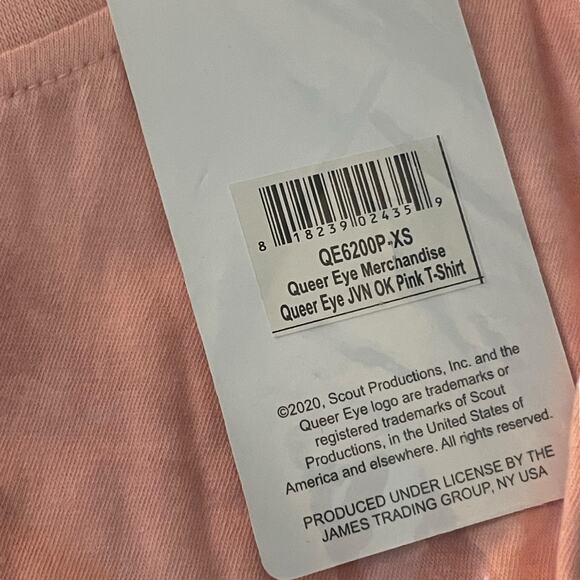 8 18239 02435 9
QE6200P-XS
Queer Eye Merchandise
Queer Eye JVN OK Pink T-Shirt
©2020, Scout Productions, Inc. and the
Queer Eye logo are trademarks or
registered trademarks of Scout
Productions, in the United States of
America and elsewhere. All rights reserved.
PRODUCED UNDER LICENSE BY THE
JAMES TRADING GROUP, NY USA